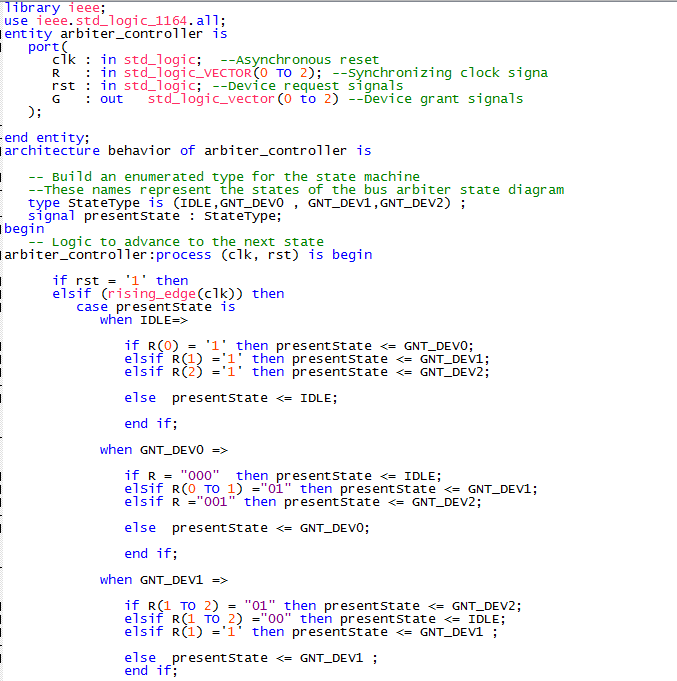 library ieee;
use ieee.std_logic_1164.all;
entity arbiter_controller is
port(
clk : in std_logic;  --Asynchronous reset
R   : in std_logic_VECTOR(0 TO 2); --Synchronizing clock signa
rst : in std_logic; --Device request signals
G   : out   std_logic_vector(0 to 2) --Device grant signals
);
end entity;
architecture behavior of arbiter_controller is
-- Build an enumerated type for the state machine
--These names represent the states of the bus arbiter state diagram
type StateType is (IDLE,GNT_DEV0 , GNT_DEV1,GNT_DEV2) ;
signal presentState : StateType;
begin
-- Logic to advance to the next state
arbiter_controller:process (clk, rst) is begin
if rst = '1' then
elsif (rising_edge(clk)) then
case presentState is
when IDLE=>
if R(0) = '1' then presentState <= GNT_DEV0;
elsif R(1) ='1' then presentState <= GNT_DEV1;
elsif R(2) ='1' then presentState <= GNT_DEV2;
else  presentState <= IDLE;
end if;
when GNT_DEV0 =>
if R = "000"  then presentState <= IDLE;
elsif R(0 TO 1) ="01" then presentState <= GNT_DEV1;
elsif R ="001" then presentState <= GNT_DEV2;
else  presentState <= GNT_DEV0;
end if;
when GNT_DEV1 =>
if R(1 TO 2) = "01" then presentState <= GNT_DEV2;
elsif R(1 TO 2) ="00" then presentState <= IDLE;
elsif R(1) ='1' then presentState <= GNT_DEV1 ;
else  presentState <= GNT_DEV1 ;
end if;